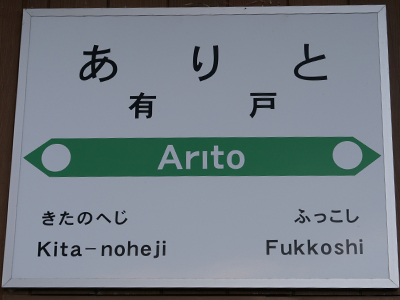 ありと
有戸
Arito
きたのへじ ふっこし
Kita-noheji Fukkoshi